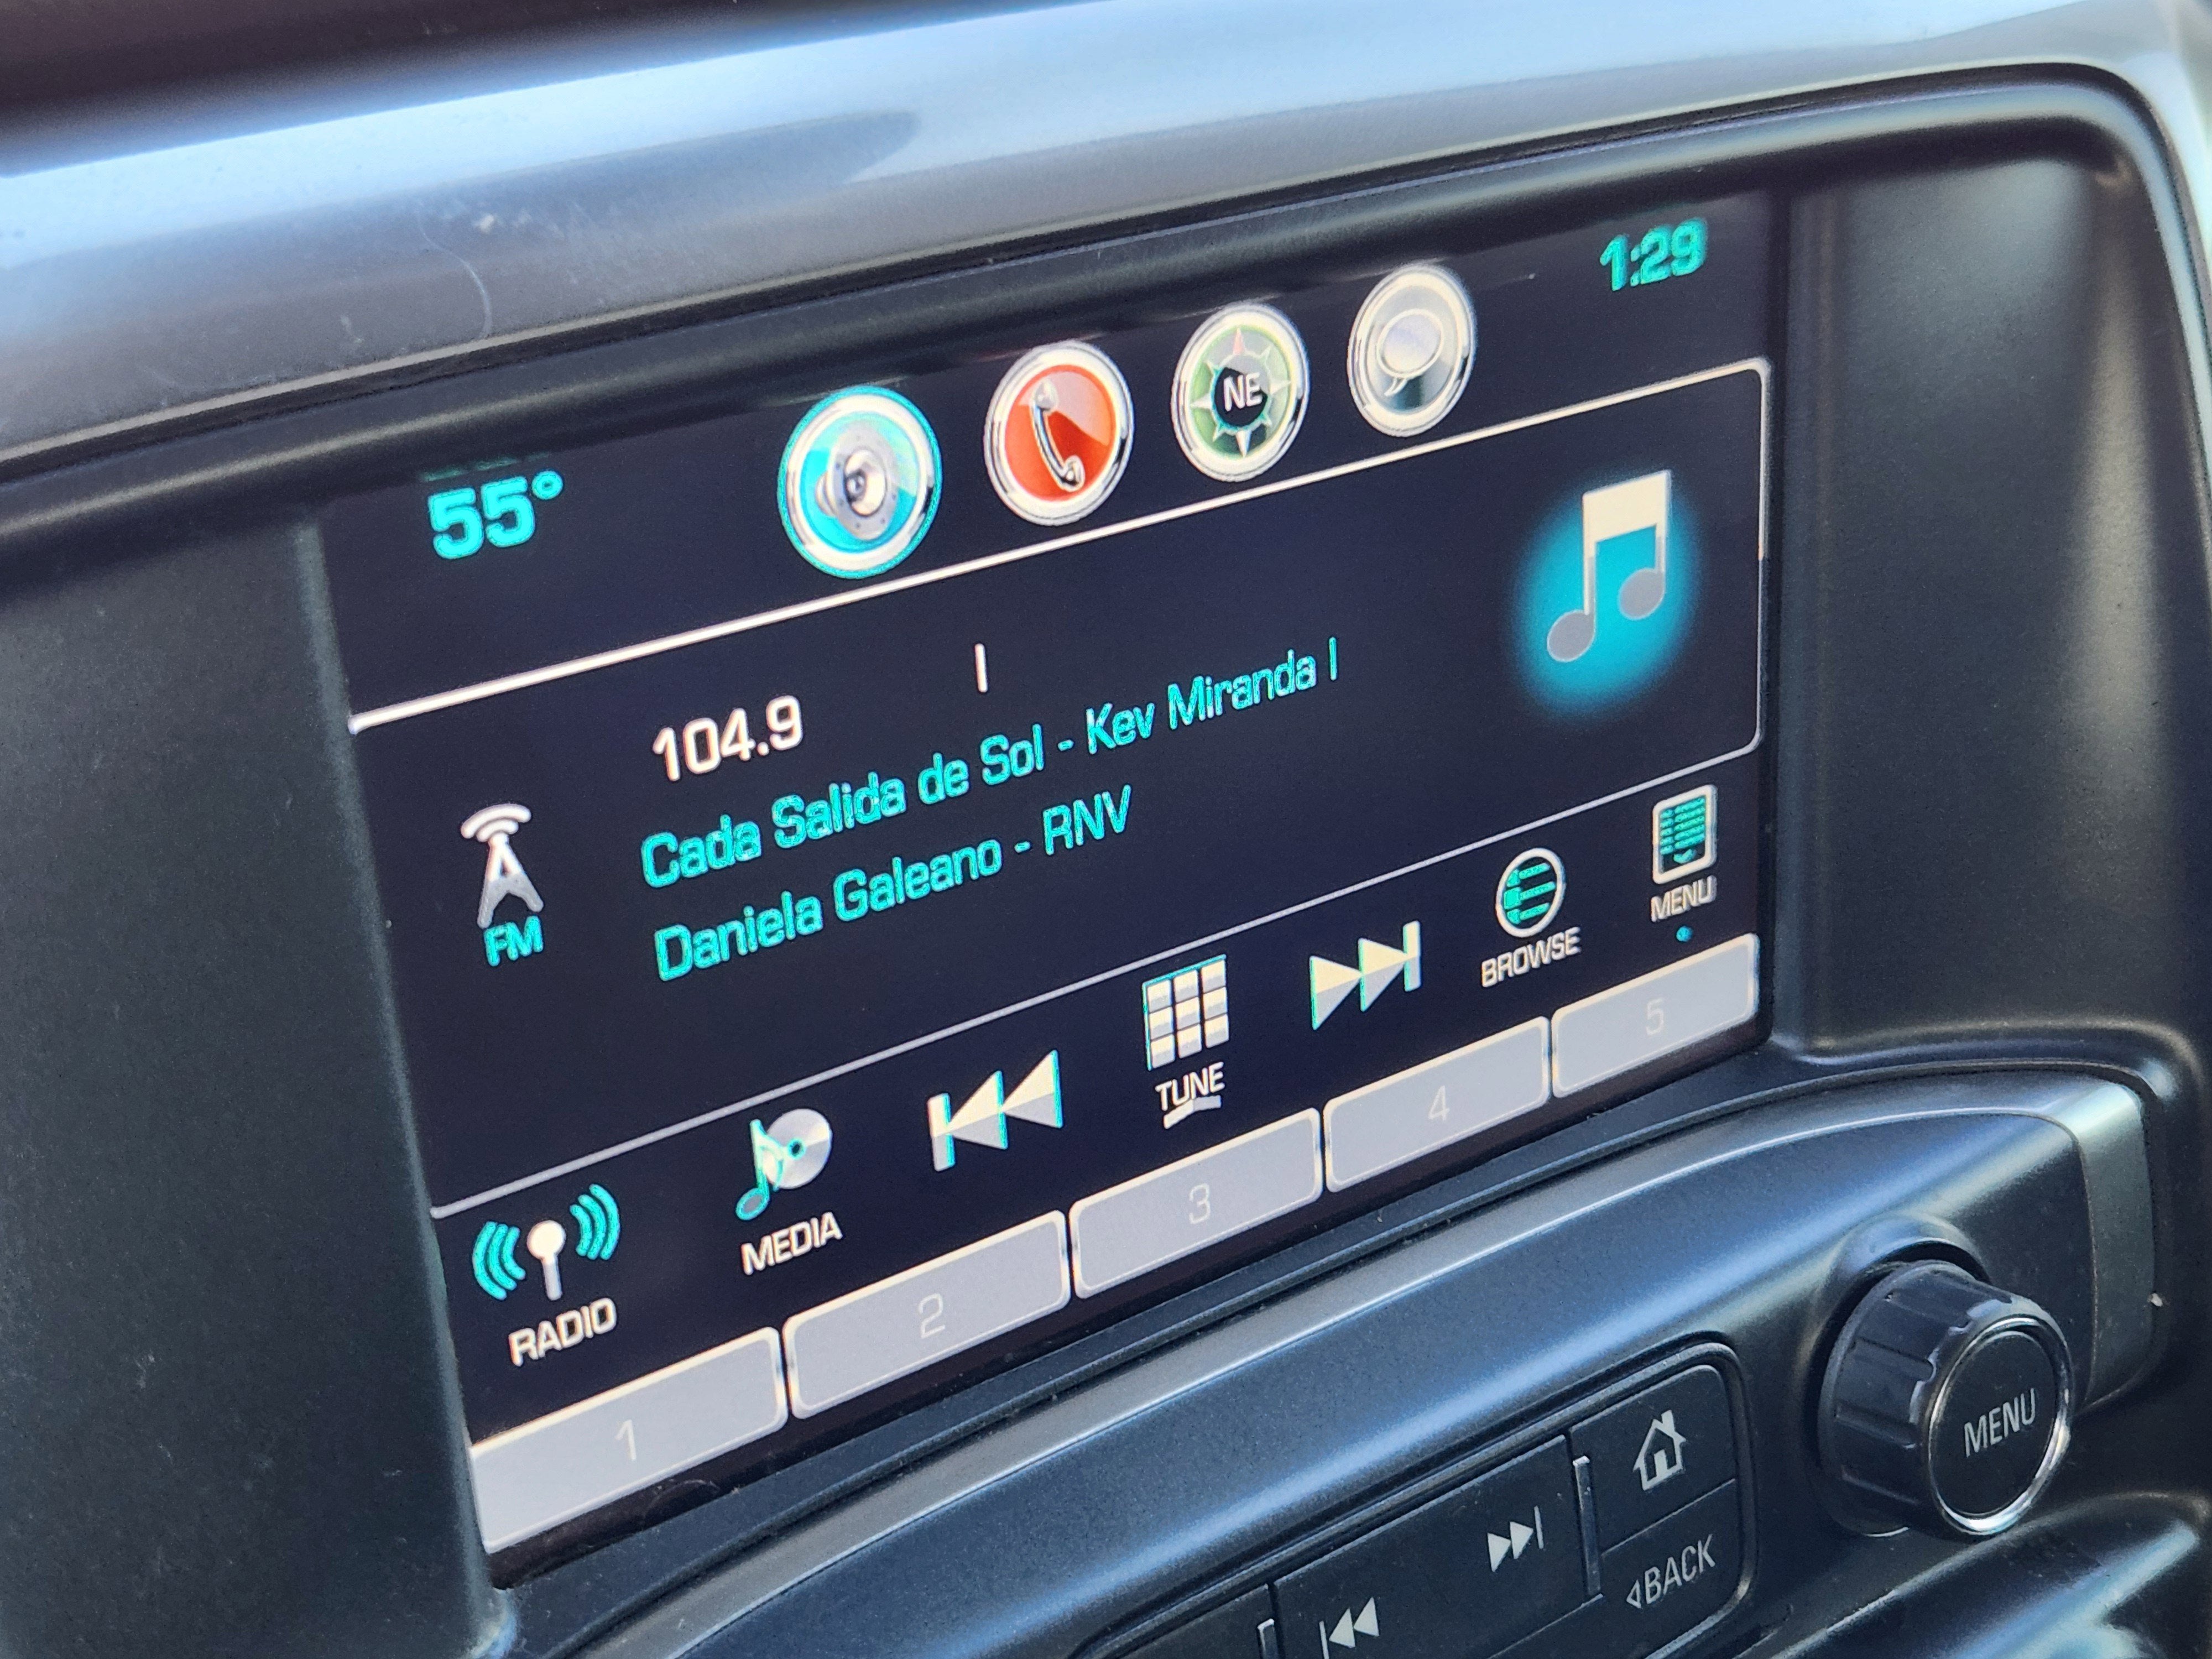 55°
NE
1:29
104.9
Cada Salida de Sol - Kev Miranda I
Daniela Galeano - RNV
FM
RADIO
MEDIA
TUNE
BROWSE
MENU
1
2
3
4
5
MENU
BACK